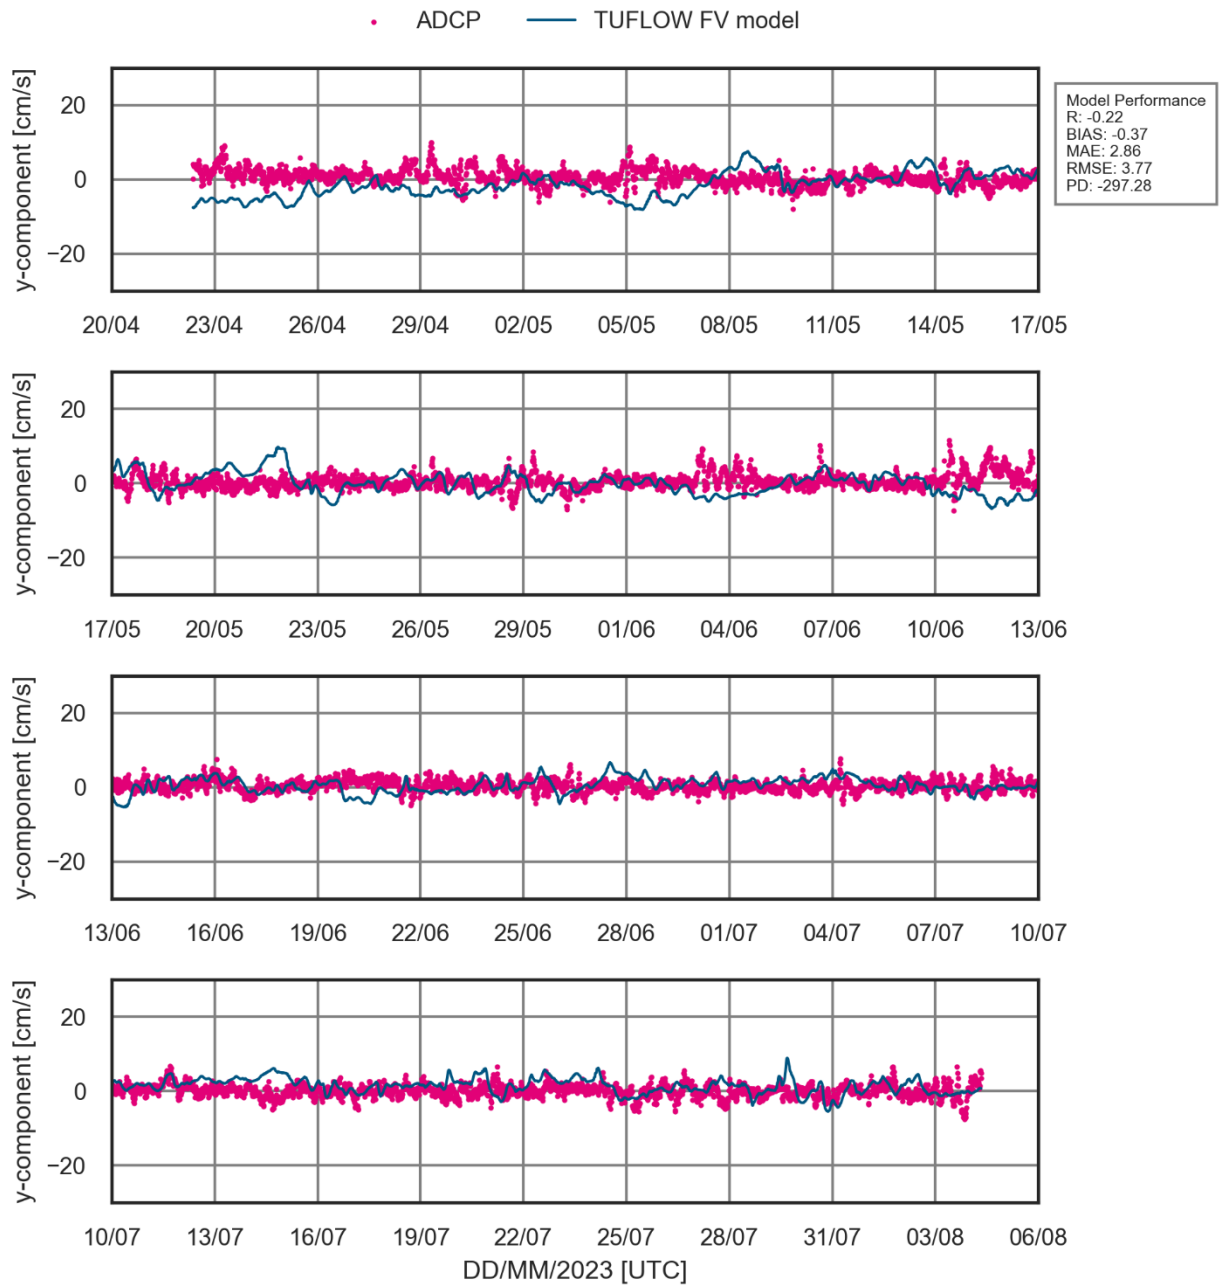 ADCP TUFLOW FV model
Model Performance
R: -0.22
BIAS: -0.37
MAE: 2.86
RMSE: 3.77
PD: -297.28
y-component [cm/s]
20
0
−20
20/04 23/04 26/04 29/04 02/05 05/05 08/05 11/05 14/05 17/05
y-component [cm/s]
20
0
−20
17/05 20/05 23/05 26/05 29/05 01/06 04/06 07/06 10/06 13/06
y-component [cm/s]
20
0
−20
13/06 16/06 19/06 22/06 25/06 28/06 01/07 04/07 07/07 10/07
y-component [cm/s]
20
0
−20
10/07 13/07 16/07 19/07 22/07 25/07 28/07 31/07 03/08 06/08
DD/MM/2023 [UTC]